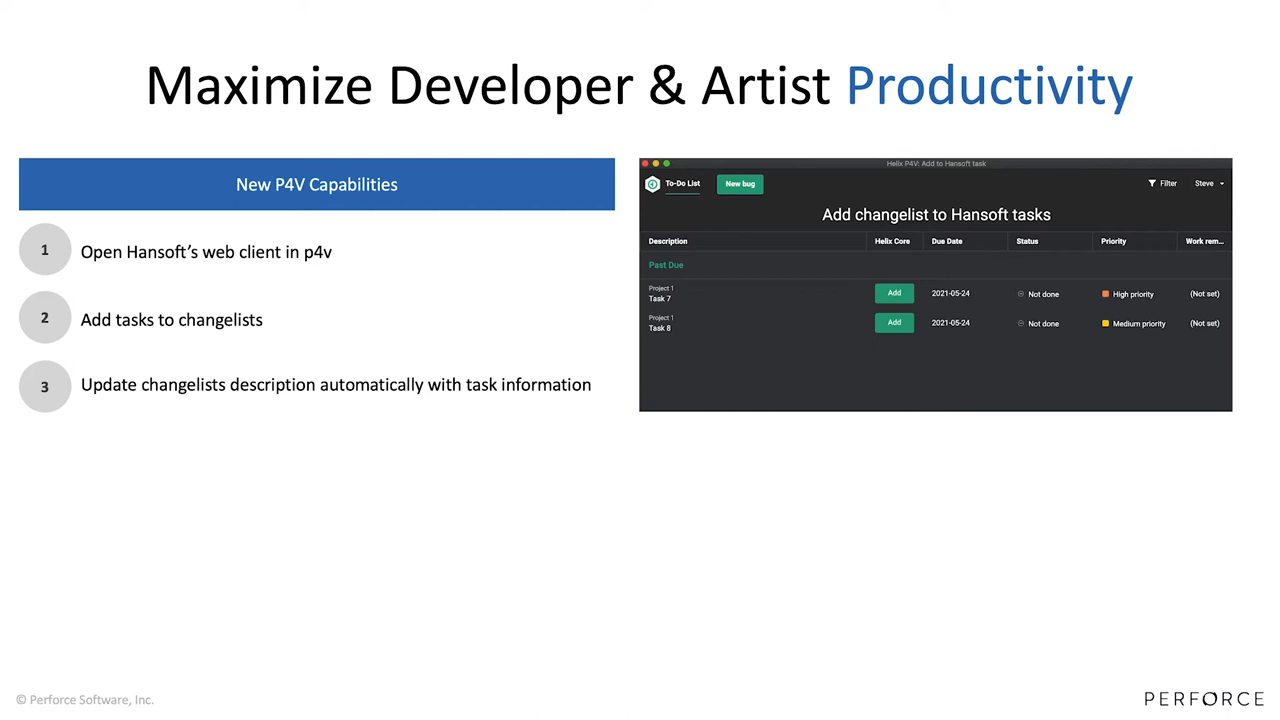 Maximize Developer & Artist Productivity
New P4V Capabilities
1
Open Hansoft’s web client in p4v
2
Add tasks to changelists
3
Update changelists description automatically with task information
Helix P4V: Add to Hansoft task
To-Do List New bug Filter Steve
Add changelist to Hansoft tasks
Description Helix Core Due Date Status Priority Work rem...
Past Due
Project 1
Task 7 Add 2021-05-24 Not done High priority (Not set)
Project 1
Task 8 Add 2021-05-24 Not done Medium priority (Not set)
© Perforce Software, Inc.
PERFORCE